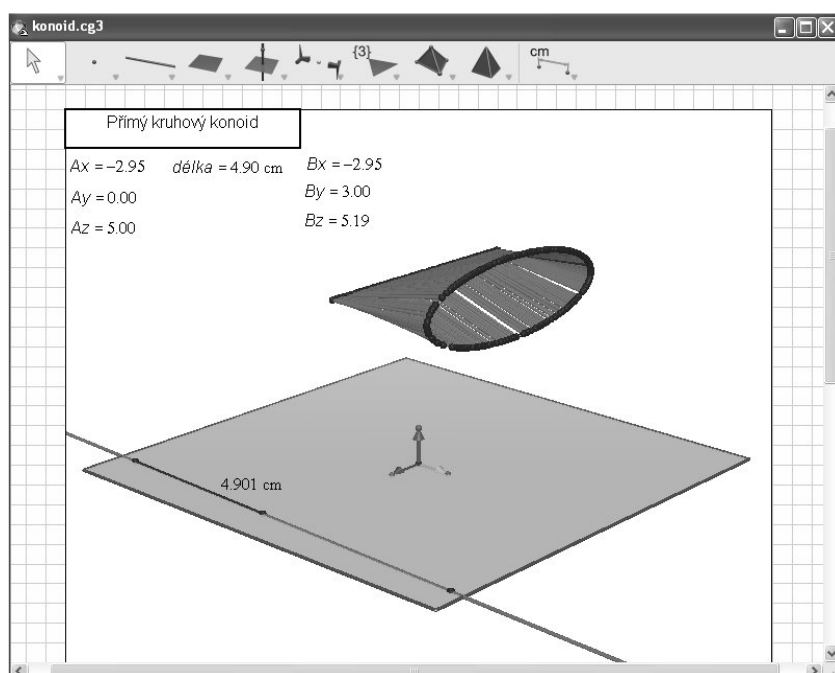 konoid.cg3
{3}
cm
Přímý kruhový konoid
Ax = –2.95 délka = 4.90 cm Bx = –2.95
Ay = 0.00 By = 3.00
Az = 5.00 Bz = 5.19
4.901 cm